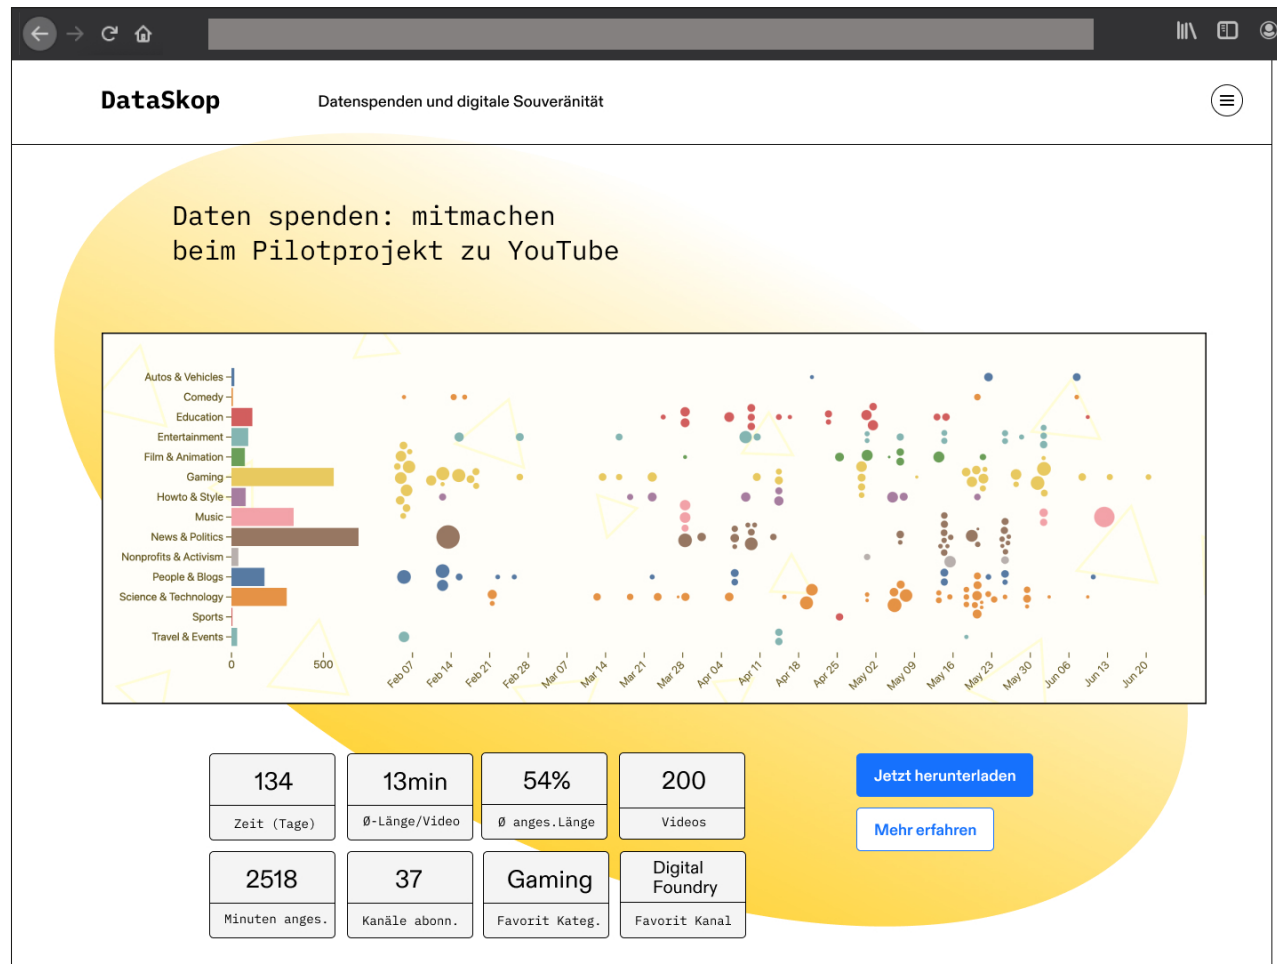 DataSkop
Datenspenden und digitale Souveränität
Daten spenden: mitmachen
beim Pilotprojekt zu YouTube
Autos & Vehicles
Comedy
Education
Entertainment
Film & Animation
Gaming
Howto & Style
Music
News & Politics
Nonprofits & Activism
People & Blogs
Science & Technology
Sports
Travel & Events
0 500
Feb 07 Feb 14 Feb 21 Feb 28 Mar 07 Mar 14 Mar 21 Mar 28 Apr 04 Apr 11 Apr 18 Apr 25 May 02 May 09 May 16 May 23 May 30 Jun 06 Jun 13 Jun 20
134
Zeit (Tage)
13min
Ø-Länge/Video
54%
Ø anges.Länge
200
Videos
Jetzt herunterladen
Mehr erfahren
2518
Minuten anges.
37
Kanäle abonn.
Gaming
Favorit Kateg.
Digital
Foundry
Favorit Kanal